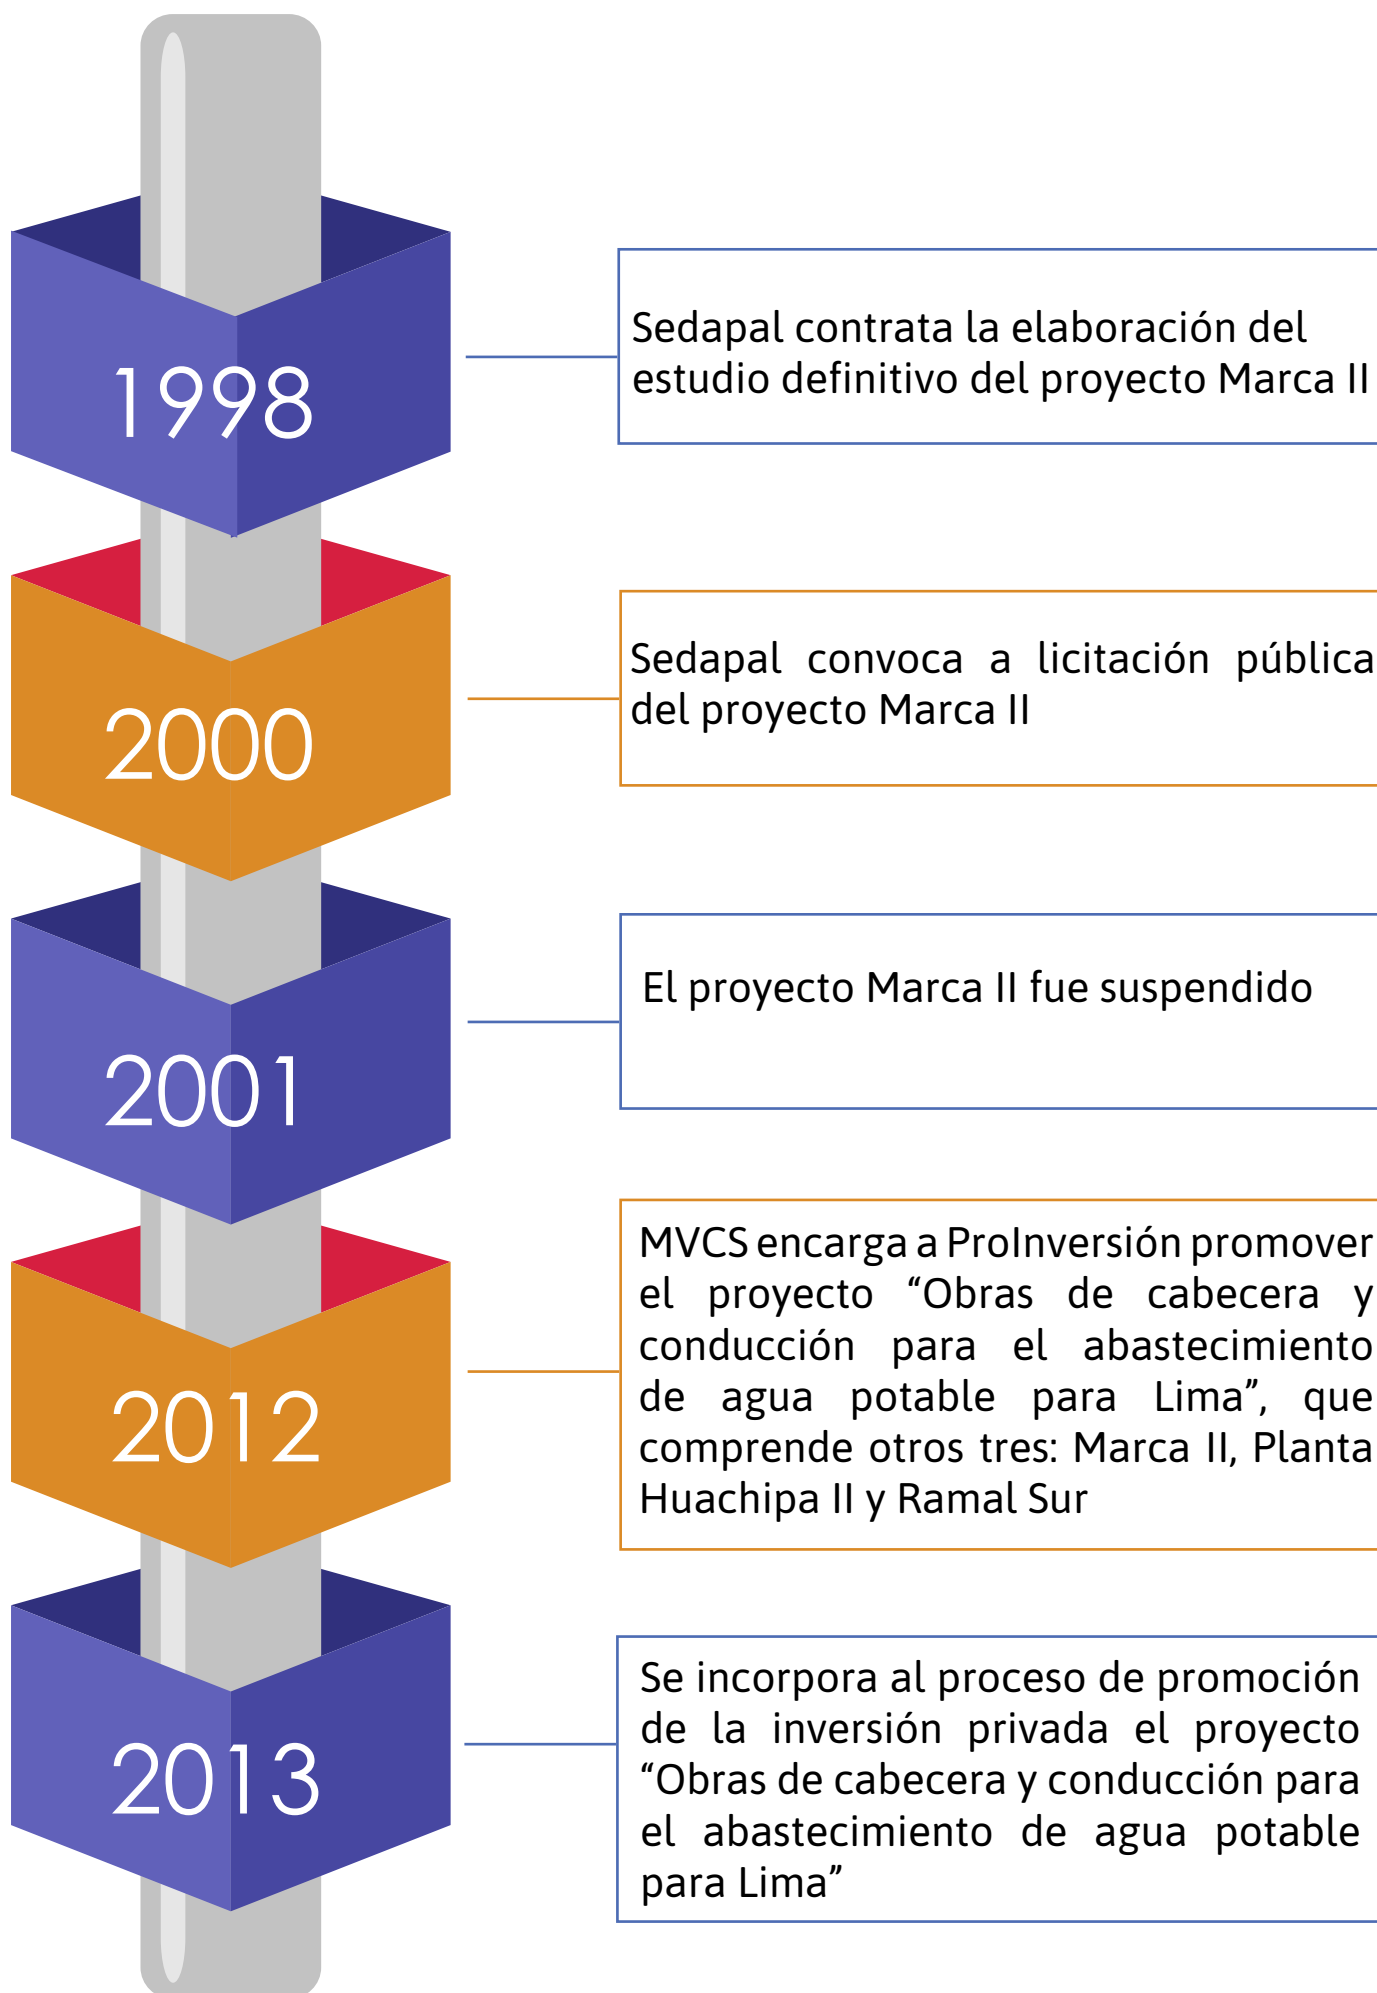 1998
Sedapal contrata la elaboración del
estudio definitivo del proyecto Marca II
2000
Sedapal convoca a licitación pública
del proyecto Marca II
2001
El proyecto Marca II fue suspendido
2012
MVCS encarga a ProInversión promover
el proyecto “Obras de cabecera y
conducción para el abastecimiento
de agua potable para Lima”, que
comprende otros tres: Marca II, Planta
Huachipa II y Ramal Sur
2013
Se incorpora al proceso de promoción
de la inversión privada el proyecto
“Obras de cabecera y conducción para
el abastecimiento de agua potable
para Lima”